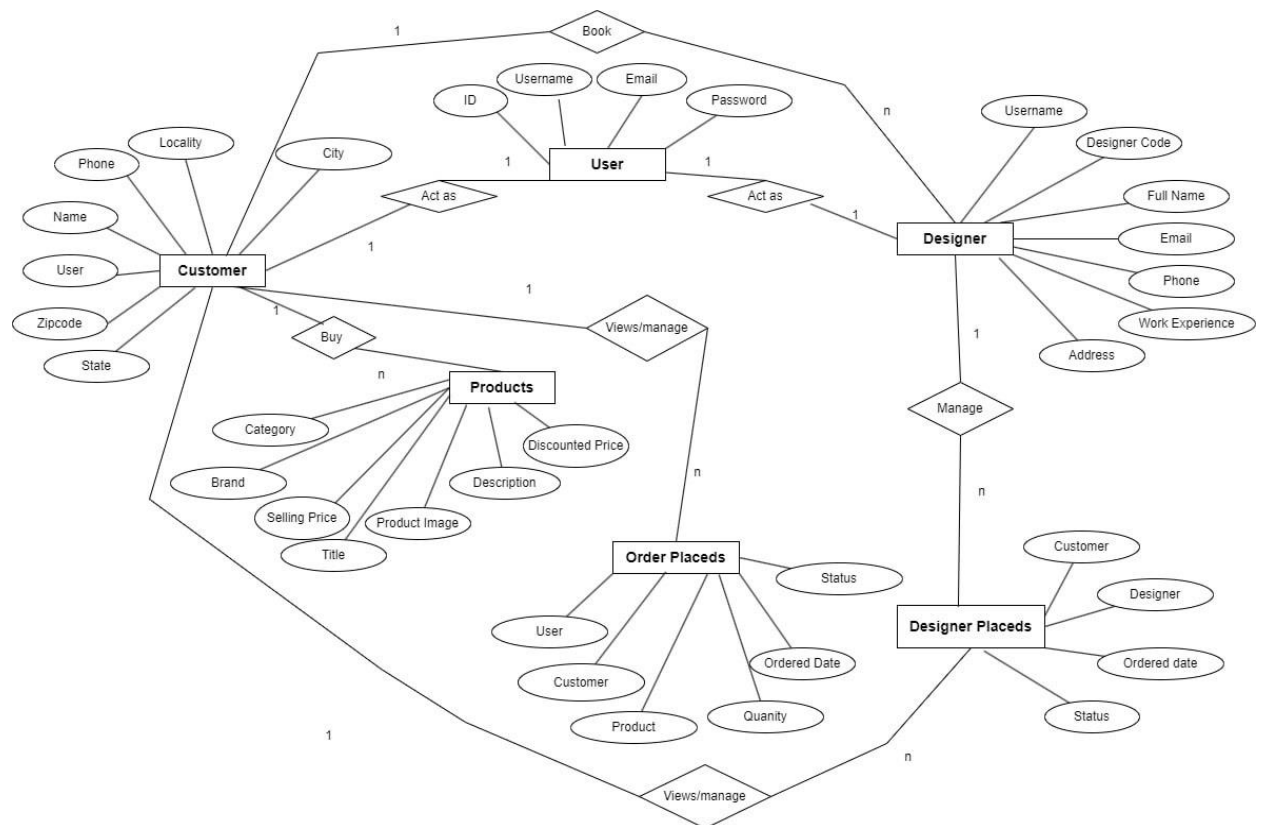 Book
1
n
Username
Email
ID
Password
User
1
1
Act as
Act as
1
1
Locality
City
Phone
Name
User
Zipcode
State
Customer
Username
Designer Code
Full Name
Email
Phone
Work Experience
Address
Designer
1
Buy
n
1
Views/manage
n
Products
Category
Brand
Selling Price
Title
Product Image
Description
Discounted Price
1
Manage
n
Order Placeds
Status
User
Customer
Product
Quanity
Ordered Date
Designer Placeds
Customer
Designer
Ordered date
Status
1
Views/manage
n